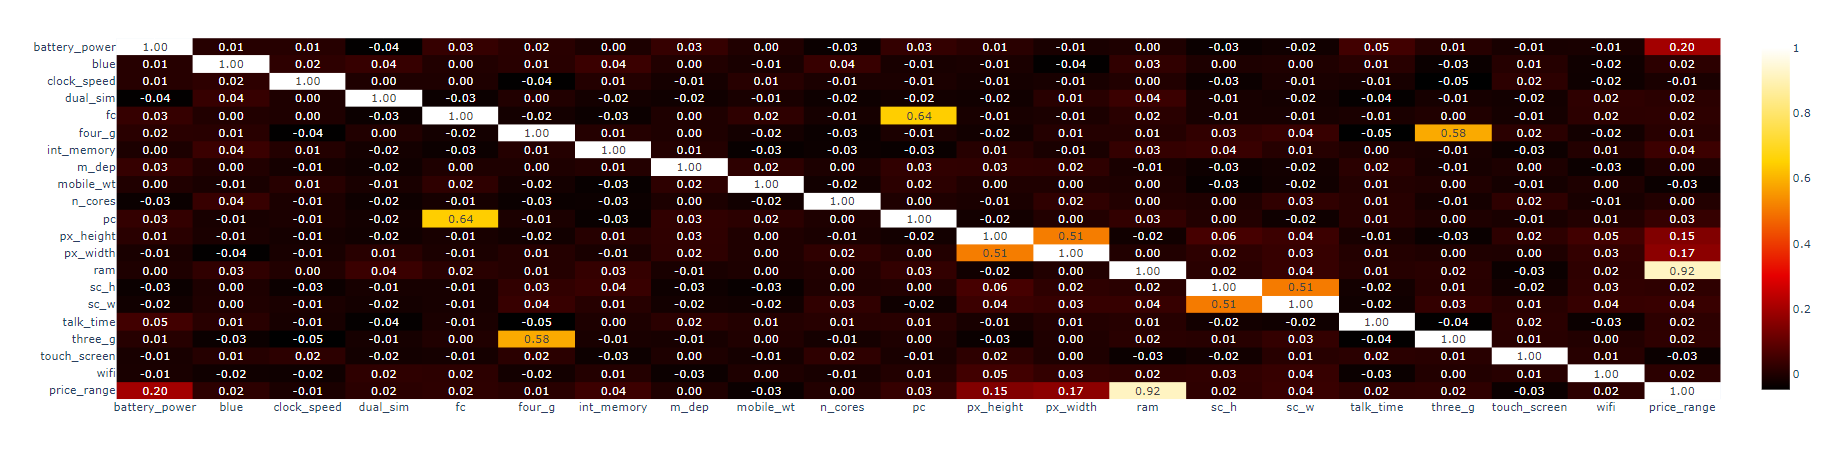 battery_power 1.00 0.01 0.01 -0.04 0.03 0.02 0.00 0.03 0.00 -0.03 0.03 0.01 -0.01 0.00 -0.03 -0.02 0.05 0.01 -0.01 -0.01 0.20 1
blue 0.01 1.00 0.02 0.04 0.00 0.01 0.04 0.00 -0.01 0.04 -0.01 -0.01 -0.04 0.03 0.00 0.00 0.01 -0.03 0.01 -0.02 0.02
clock_speed 0.01 0.02 1.00 0.00 0.00 -0.04 0.01 -0.01 0.01 -0.01 -0.01 -0.01 -0.01 0.00 -0.03 -0.01 -0.01 -0.05 0.02 -0.02 -0.01
dual_sim -0.04 0.04 0.00 1.00 -0.03 0.00 -0.02 -0.02 -0.01 -0.02 -0.02 -0.02 0.01 0.04 -0.01 -0.02 -0.04 -0.01 -0.02 0.02 0.02
fc 0.03 0.00 0.00 -0.03 1.00 -0.02 -0.03 0.00 0.02 -0.01 0.64 -0.01 -0.01 0.02 -0.01 -0.01 -0.01 0.00 -0.01 0.02 0.02 0.8
four_g 0.02 0.01 -0.04 0.00 -0.02 1.00 0.01 0.00 -0.02 -0.03 -0.01 -0.02 0.01 0.01 0.03 0.04 -0.05 0.58 0.02 -0.02 0.01
int_memory 0.00 0.04 0.01 -0.02 -0.03 0.01 1.00 0.01 -0.03 -0.03 -0.03 0.01 -0.01 0.03 0.04 0.01 0.00 -0.01 -0.03 0.01 0.04
m_dep 0.03 0.00 -0.01 -0.02 0.00 0.00 0.01 1.00 0.02 0.00 0.03 0.03 0.02 -0.01 -0.03 -0.02 0.02 -0.01 0.00 -0.03 0.00
mobile_wt 0.00 -0.01 0.01 -0.01 0.02 -0.02 -0.03 0.02 1.00 -0.02 0.02 0.00 0.00 0.00 -0.03 -0.02 0.01 0.00 -0.01 0.00 -0.03 0.6
n_cores -0.03 0.04 -0.01 -0.02 -0.01 -0.03 -0.03 0.00 -0.02 1.00 0.00 -0.01 0.02 0.00 0.00 0.03 0.01 -0.01 0.02 -0.01 0.00
pc 0.03 -0.01 -0.01 -0.02 0.64 -0.01 -0.03 0.03 0.02 0.00 1.00 -0.02 0.00 0.03 0.00 -0.02 0.01 0.00 -0.01 0.01 0.03
px_height 0.01 -0.01 -0.01 -0.02 -0.01 -0.02 0.01 0.03 0.00 -0.01 -0.02 1.00 0.51 -0.02 0.06 0.04 -0.01 -0.03 0.02 0.05 0.15 0.4
px_width -0.01 -0.04 -0.01 0.01 -0.01 0.01 -0.01 0.02 0.00 0.02 0.00 0.51 1.00 0.00 0.02 0.03 0.01 0.00 0.00 0.03 0.17
ram 0.00 0.03 0.00 0.04 0.02 0.01 0.03 -0.01 0.00 0.00 0.03 -0.02 0.00 1.00 0.02 0.04 0.01 0.02 -0.03 0.02 0.92
sc_h -0.03 0.00 -0.03 -0.01 -0.01 0.03 0.04 -0.03 -0.03 0.00 0.00 0.06 0.02 0.02 1.00 0.51 -0.02 0.01 -0.02 0.03 0.02
sc_w -0.02 0.00 -0.01 -0.02 -0.01 0.04 0.01 -0.02 -0.02 0.03 -0.02 0.04 0.03 0.04 0.51 1.00 -0.02 0.03 0.01 0.04 0.04 0.2
talk_time 0.05 0.01 -0.01 -0.04 -0.01 -0.05 0.00 0.02 0.01 0.01 0.01 -0.01 0.01 0.01 -0.02 -0.02 1.00 -0.04 0.02 -0.03 0.02
three_g 0.01 -0.03 -0.05 -0.01 0.00 0.58 -0.01 -0.01 0.00 -0.01 0.00 -0.03 0.00 0.02 0.01 0.03 -0.04 1.00 0.01 0.00 0.02
touch_screen -0.01 0.01 0.02 -0.02 -0.01 0.02 -0.03 0.00 -0.01 0.02 -0.01 0.02 0.00 -0.03 -0.02 0.01 0.02 0.01 1.00 0.01 -0.03
wifi -0.01 -0.02 -0.02 0.02 0.02 -0.02 0.01 -0.03 0.00 -0.01 0.01 0.05 0.03 0.02 0.03 0.04 -0.03 0.00 0.01 1.00 0.02 0
price_range 0.20 0.02 -0.01 0.02 0.02 0.01 0.04 0.00 -0.03 0.00 0.03 0.15 0.17 0.92 0.02 0.04 0.02 0.02 -0.03 0.02 1.00
battery_power blue clock_speed dual_sim fc four_g int_memory m_dep mobile_wt n_cores pc px_height px_width ram sc_h sc_w talk_time three_g touch_screen wifi price_range